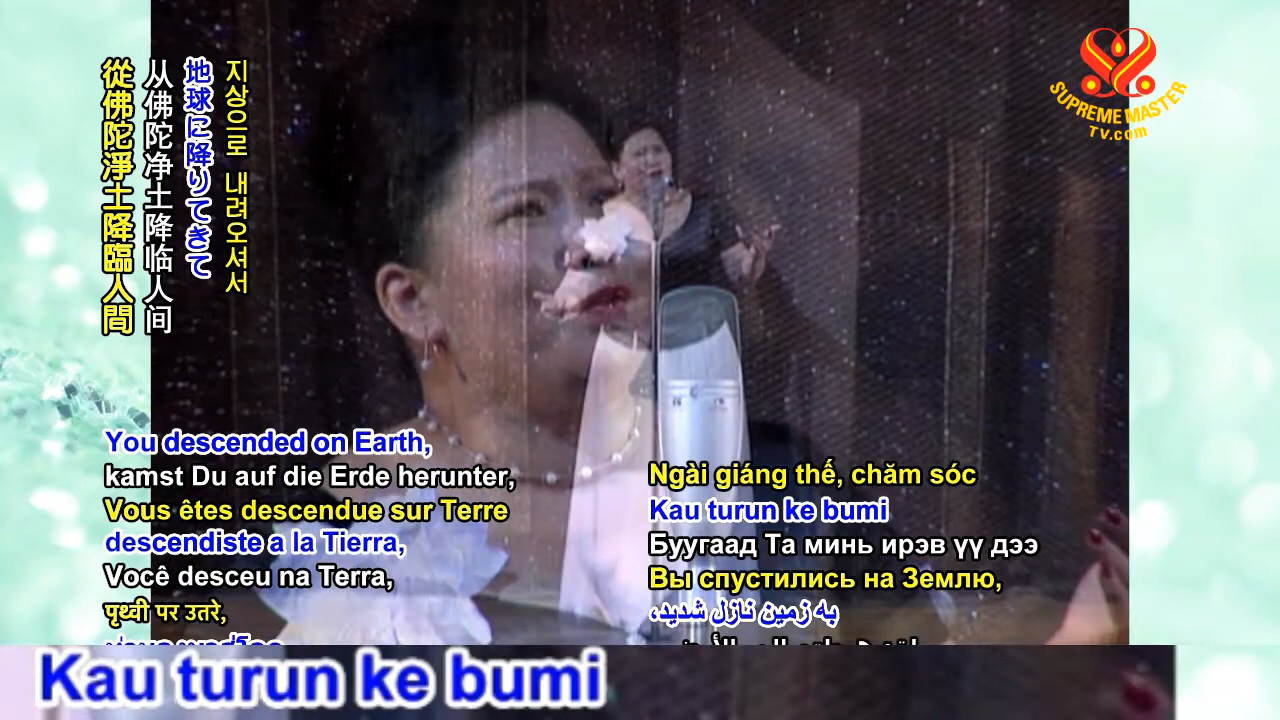 從佛陀淨土降臨人間
从佛陀净土降临人间
地球に降りてきて
지상으로 내려오셔서
SUPREME MASTER
TV.com
You descended on Earth,
kamst Du auf die Erde herunter,
Vous êtes descendue sur Terre
descendiste a la Tierra,
Você desceu na Terra,
पृथ्वी पर उतरे,
Ngài giáng thế, chăm sóc
Kau turun ke bumi
Буугаад Та минь ирэв үү дээ
Вы спустились на Землю,
به زمین نازل شدید،
Kau turun ke bumi